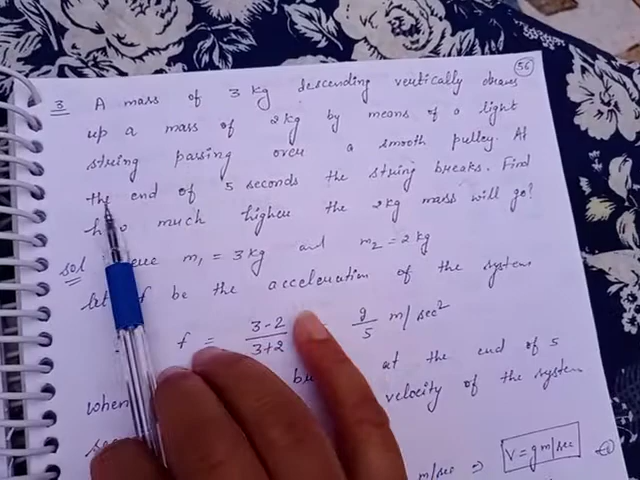 56
3 A mass of 3 kg descending vertically draws
up a mass of 2kg by means of a light
string passing over a smooth pulley. At
the end of 5 seconds the string breaks. Find
much higher the 2kg mass will go?
sol m₁ = 3 kg and m₂ = 2 kg
let f be the acceleration of the system
f = 3-2/3+2 g/5 m/sec²
when at the end of 5
velocity of the system
m/sec ⇒ V = g m/sec